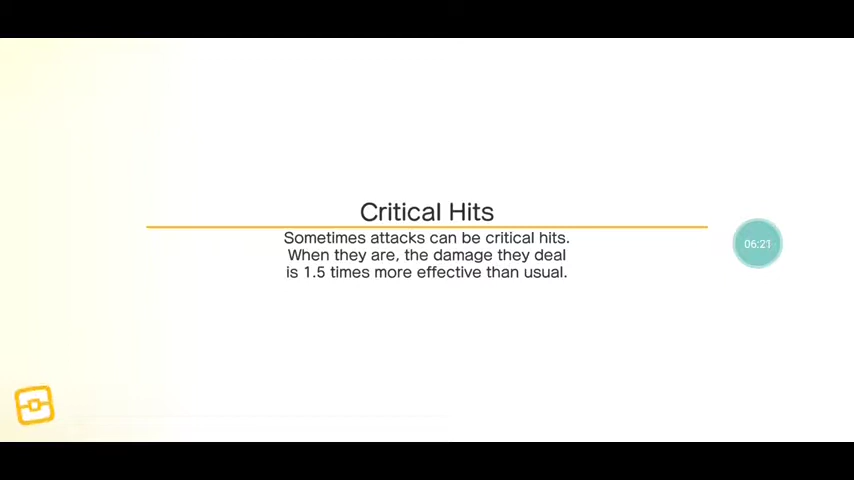 Critical Hits
Sometimes attacks can be critical hits.
When they are, the damage they deal
is 1.5 times more effective than usual.
06:21